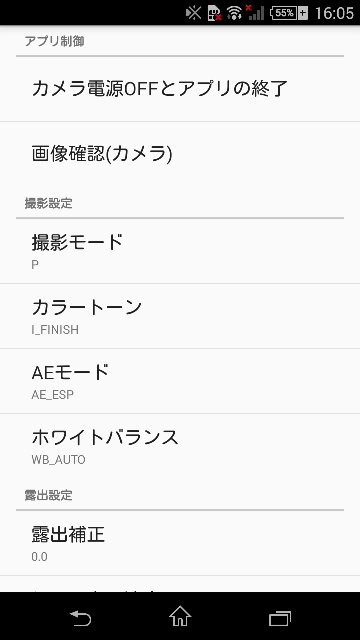 55%
16:05
アプリ制御
カメラ電源OFFとアプリの終了
画像確認(カメラ)
撮影設定
撮影モード
P
カラートーン
I_FINISH
AEモード
AE_ESP
ホワイトバランス
WB_AUTO
露出設定
露出補正
0.0